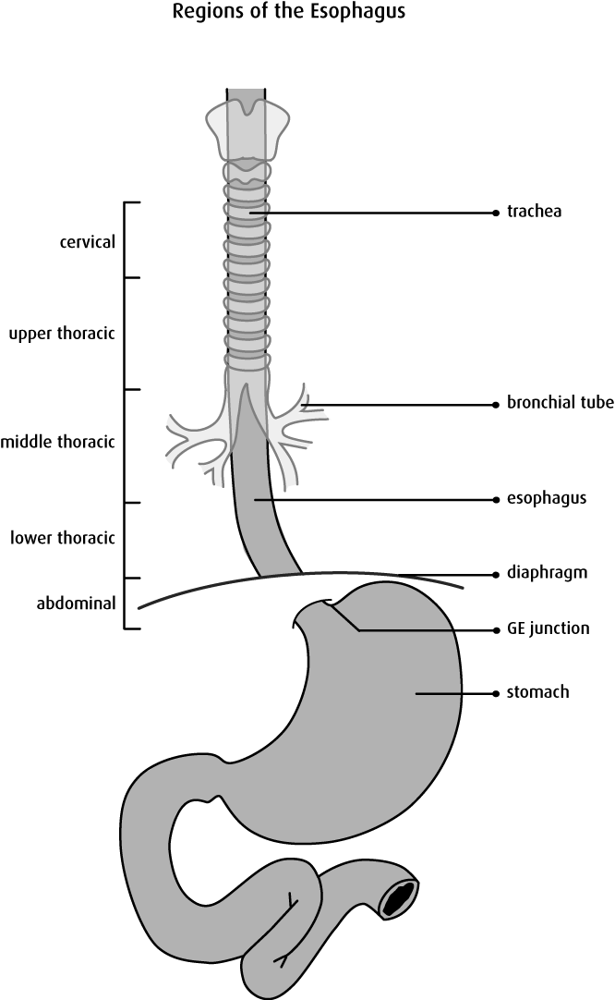 Regions of the Esophagus
trachea
cervical
upper thoracic
bronchial tube
middle thoracic
esophagus
lower thoracic
diaphragm
abdominal
GE junction
stomach